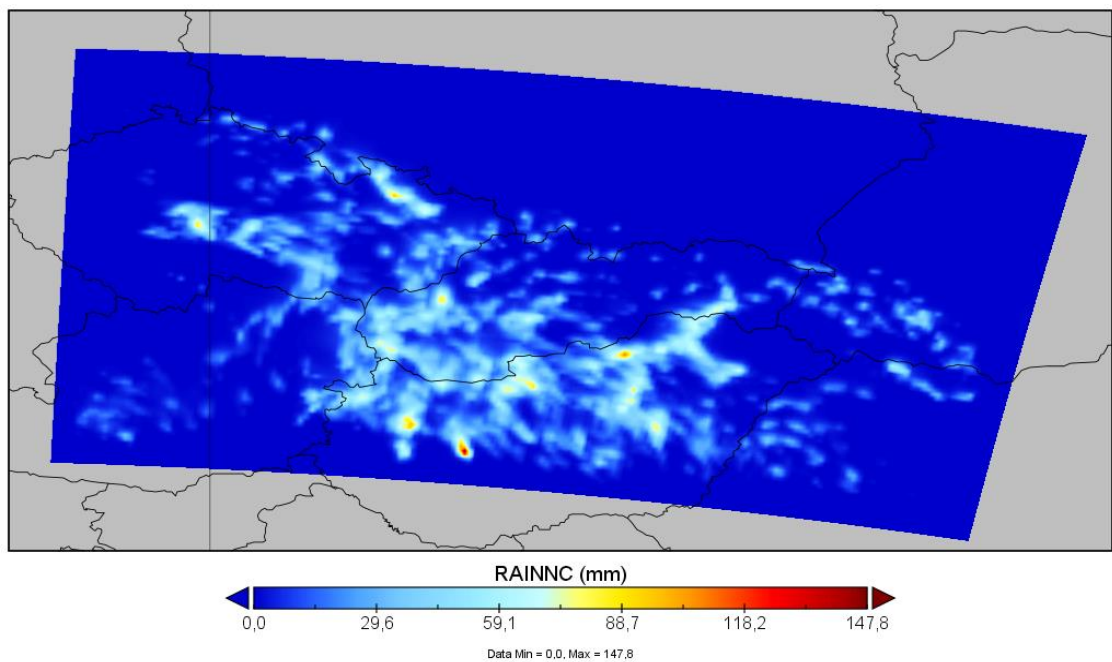 RAINNC (mm)
0,0 29,6 59,1 88,7 118,2 147,8
Data Min = 0,0, Max = 147,8